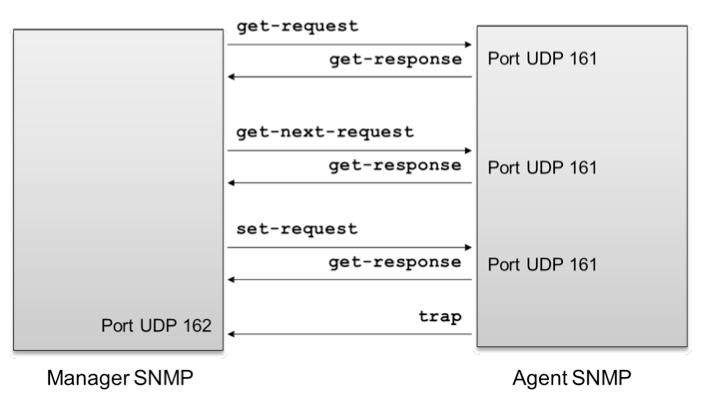 get-request
get-response
Port UDP 161
get-next-request
get-response
Port UDP 161
set-request
get-response
Port UDP 161
trap
Port UDP 162
Manager SNMP
Agent SNMP